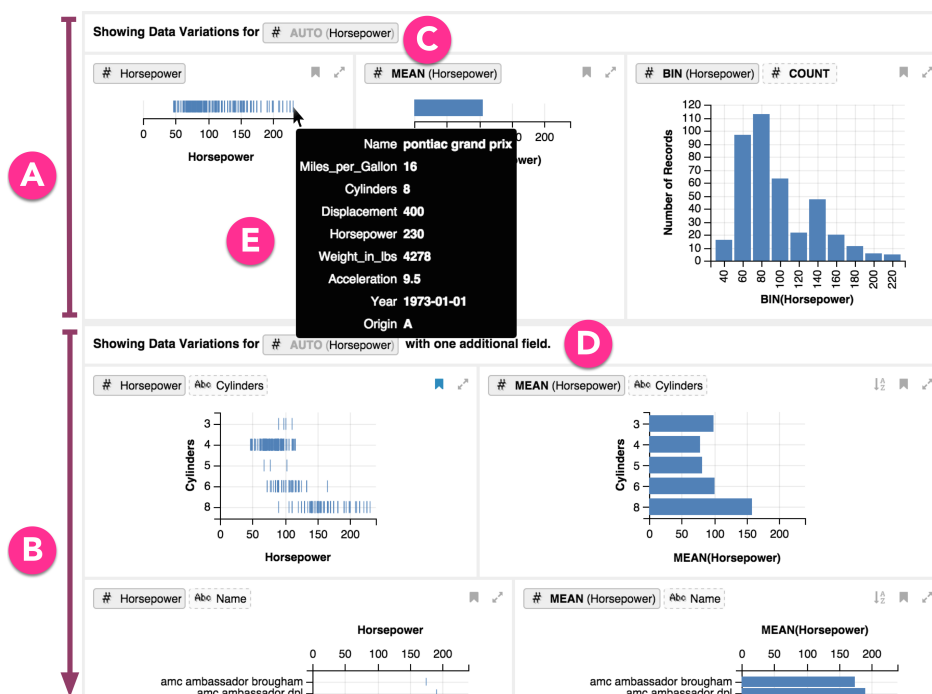 Showing Data Variations for # AUTO (Horsepower)
C
# Horsepower
0 50 100 150 200
Horsepower
# MEAN (Horsepower)
0 200
wer)
# BIN (Horsepower) # COUNT
120
110
100
90
80
70
60
50
40
30
20
10
0
Number of Records
40 60 80 100 120 140 160 180 200 220
BIN(Horsepower)
A
E
Name pontiac grand prix
Miles_per_Gallon 16
Cylinders 8
Displacement 400
Horsepower 230
Weight_in_lbs 4278
Acceleration 9.5
Year 1973-01-01
Origin A
Showing Data Variations for # AUTO (Horsepower) with one additional field.
D
B
# Horsepower Abc Cylinders
Cylinders
3
4
5
6
8
0 50 100 150 200
Horsepower
# MEAN (Horsepower) Abc Cylinders
A
Z
Cylinders
3
4
5
6
8
0 50 100 150 200
MEAN(Horsepower)
# Horsepower Abc Name
Horsepower
0 50 100 150 200
amc ambassador brougham
amc ambassador dpl
# MEAN (Horsepower) Abc Name
A
Z
MEAN(Horsepower)
0 50 100 150 200
amc ambassador brougham
amc ambassador dpl